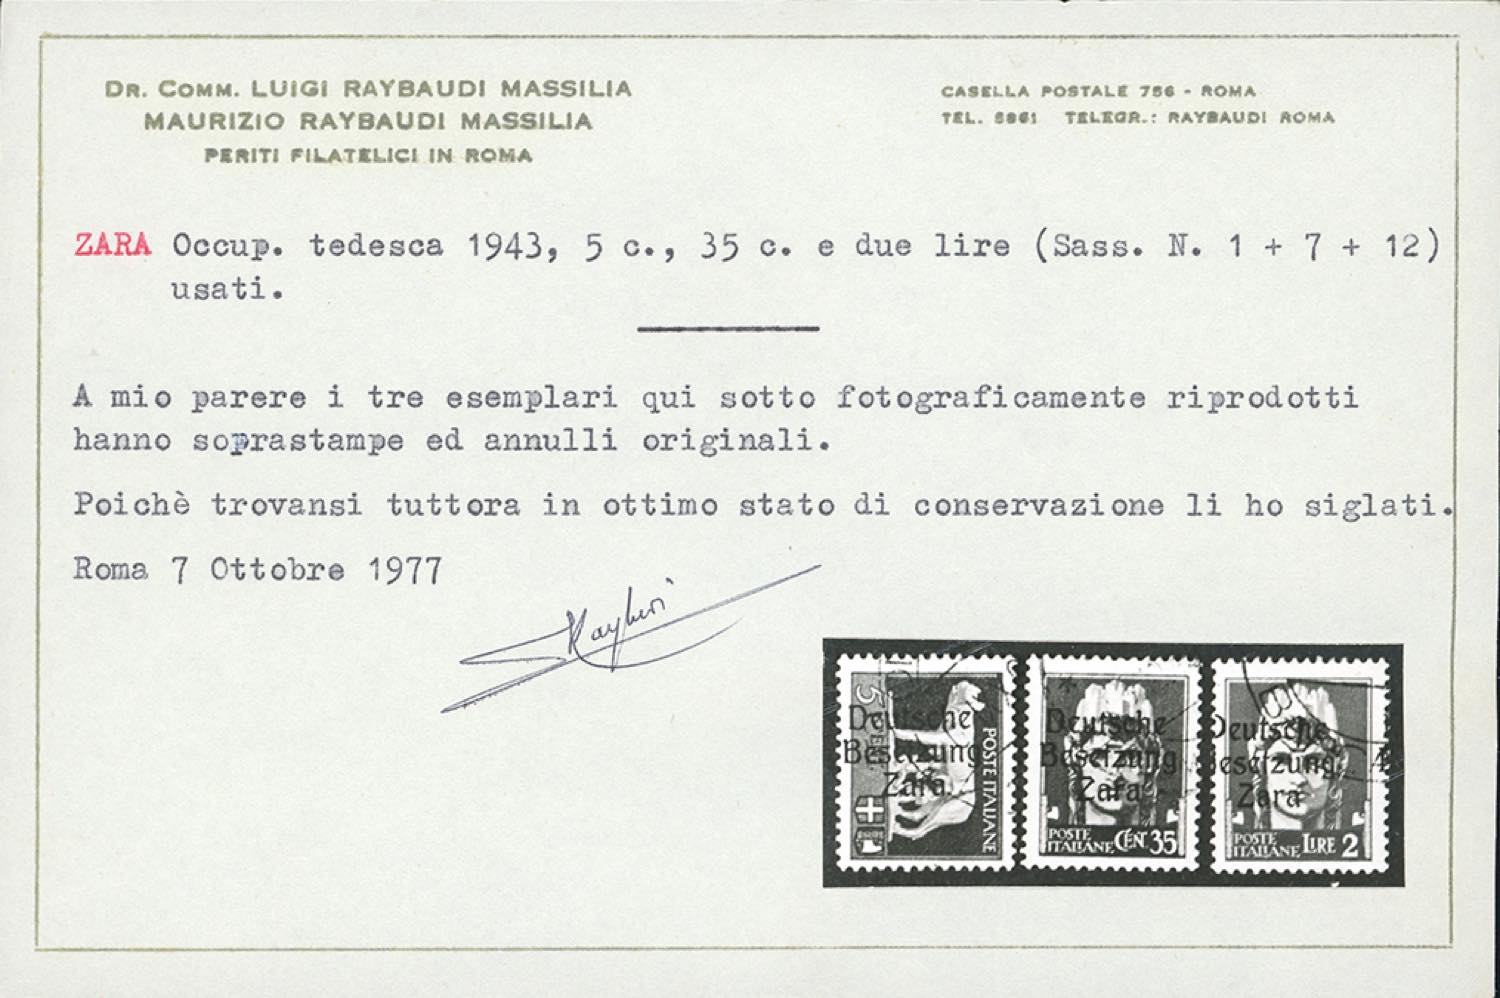 DR. COMM. LUIGI RAYBAUDI MASSILIA
MAURIZIO RAYBAUDI MASSILIA
PERITI FILATELICI IN ROMA
CASELLA POSTALE 756 - ROMA
TEL. TELEGR.: RAYBAUDI ROMA
ZARA Occup. tedesca 1943, 5 c., 35 c. e due lire (Sass. N. 1 + 7 + 12)
usati.
A mio parere i tre esemplari qui sotto fotograficamente riprodotti
hanno soprastampe ed annulli originali.
Poichè trovansi tuttora in ottimo stato di conservazione li ho siglati.
Roma 7 Ottobre 1977
Deutsche
Besetzung
Zara
5
POSTE ITALIANE
Deutsche
Besetzung
Zara
POSTE
ITALIANE CENT 35
Deutsche
Besetzung
Zara
POSTE
ITALIANE LIRE 2